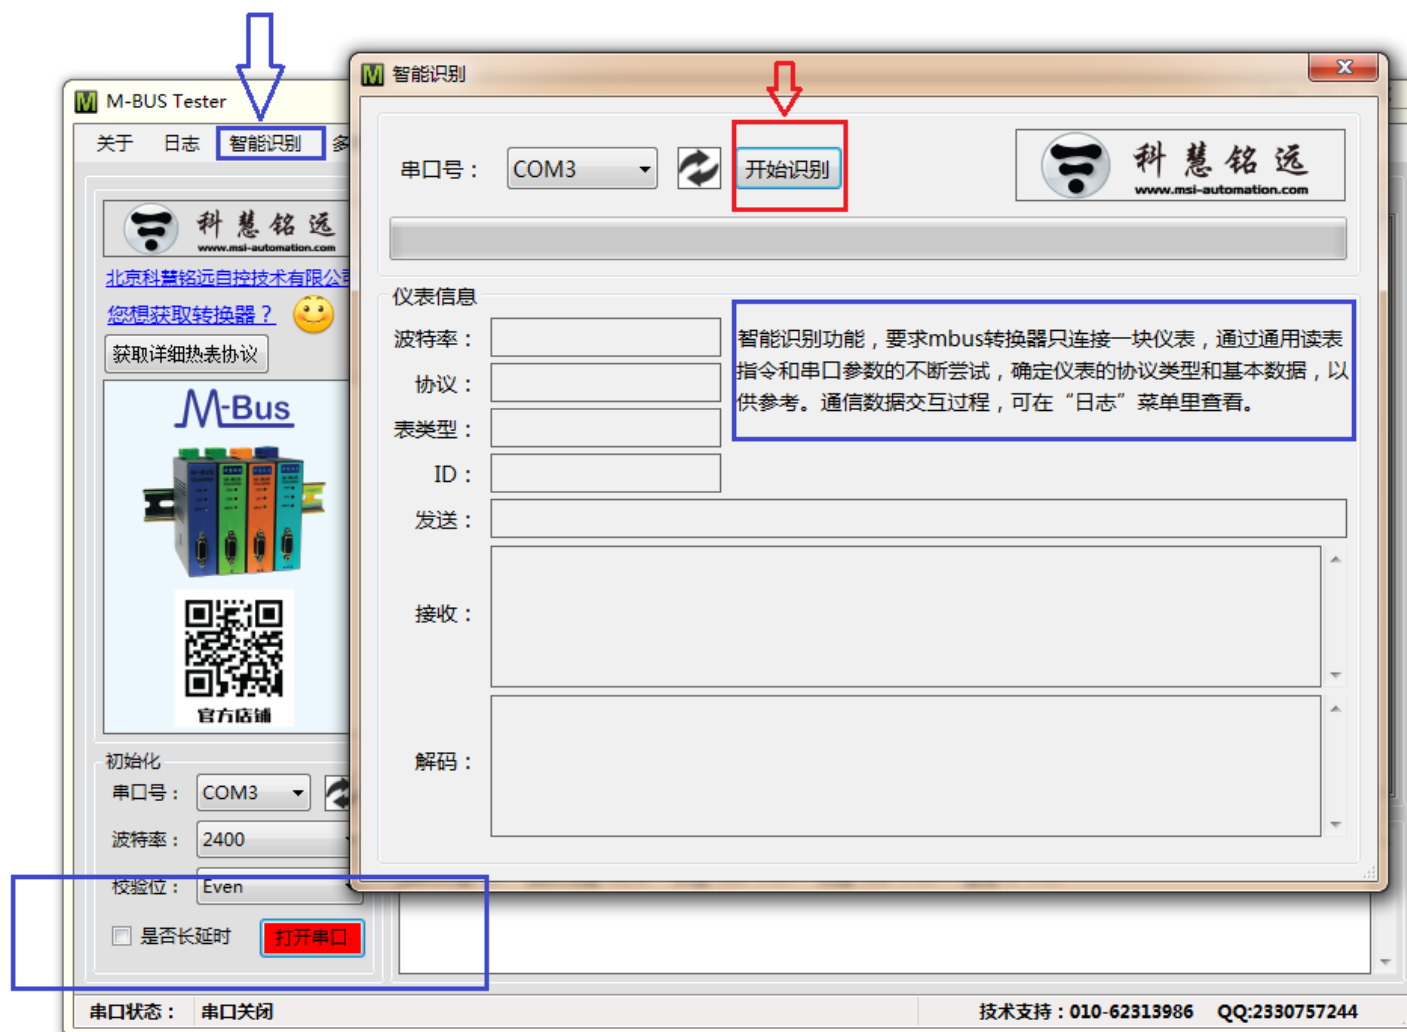 M-BUS Tester
关于 日志 智能识别 多
科慧铭远
www.msi-automation.com
北京科慧铭远自控技术有限公司
您想获取转换器？
获取详细热表协议
M-Bus
官方店铺
初始化
串口号： COM3
波特率： 2400
校验位： Even
是否长延时 打开串口
串口状态： 串口关闭
技术支持：010-62313986 QQ:2330757244
智能识别
串口号： COM3 开始识别
科慧铭远
www.msi-automation.com
仪表信息
波特率：
协议：
表类型：
ID：
发送：
接收：
解码：
智能识别功能，要求mbus转换器只连接一块仪表，通过通用读表
指令和串口参数的不断尝试，确定仪表的协议类型和基本数据，以
供参考。通信数据交互过程，可在“日志”菜单里查看。